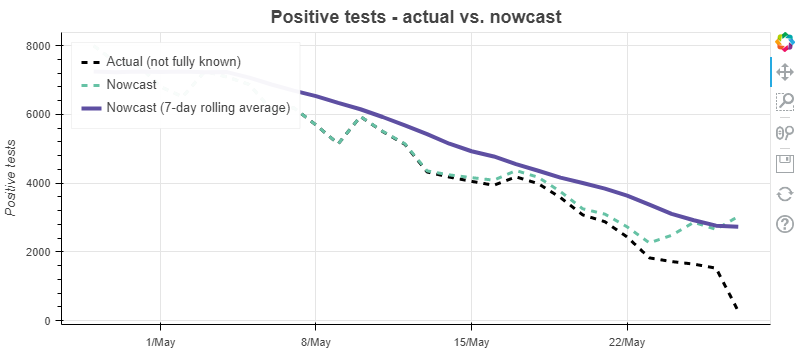 Positive tests - actual vs. nowcast
Actual (not fully known)
Nowcast
Nowcast (7-day rolling average)
Positive tests
8000
6000
4000
2000
0
1/May
8/May
15/May
22/May